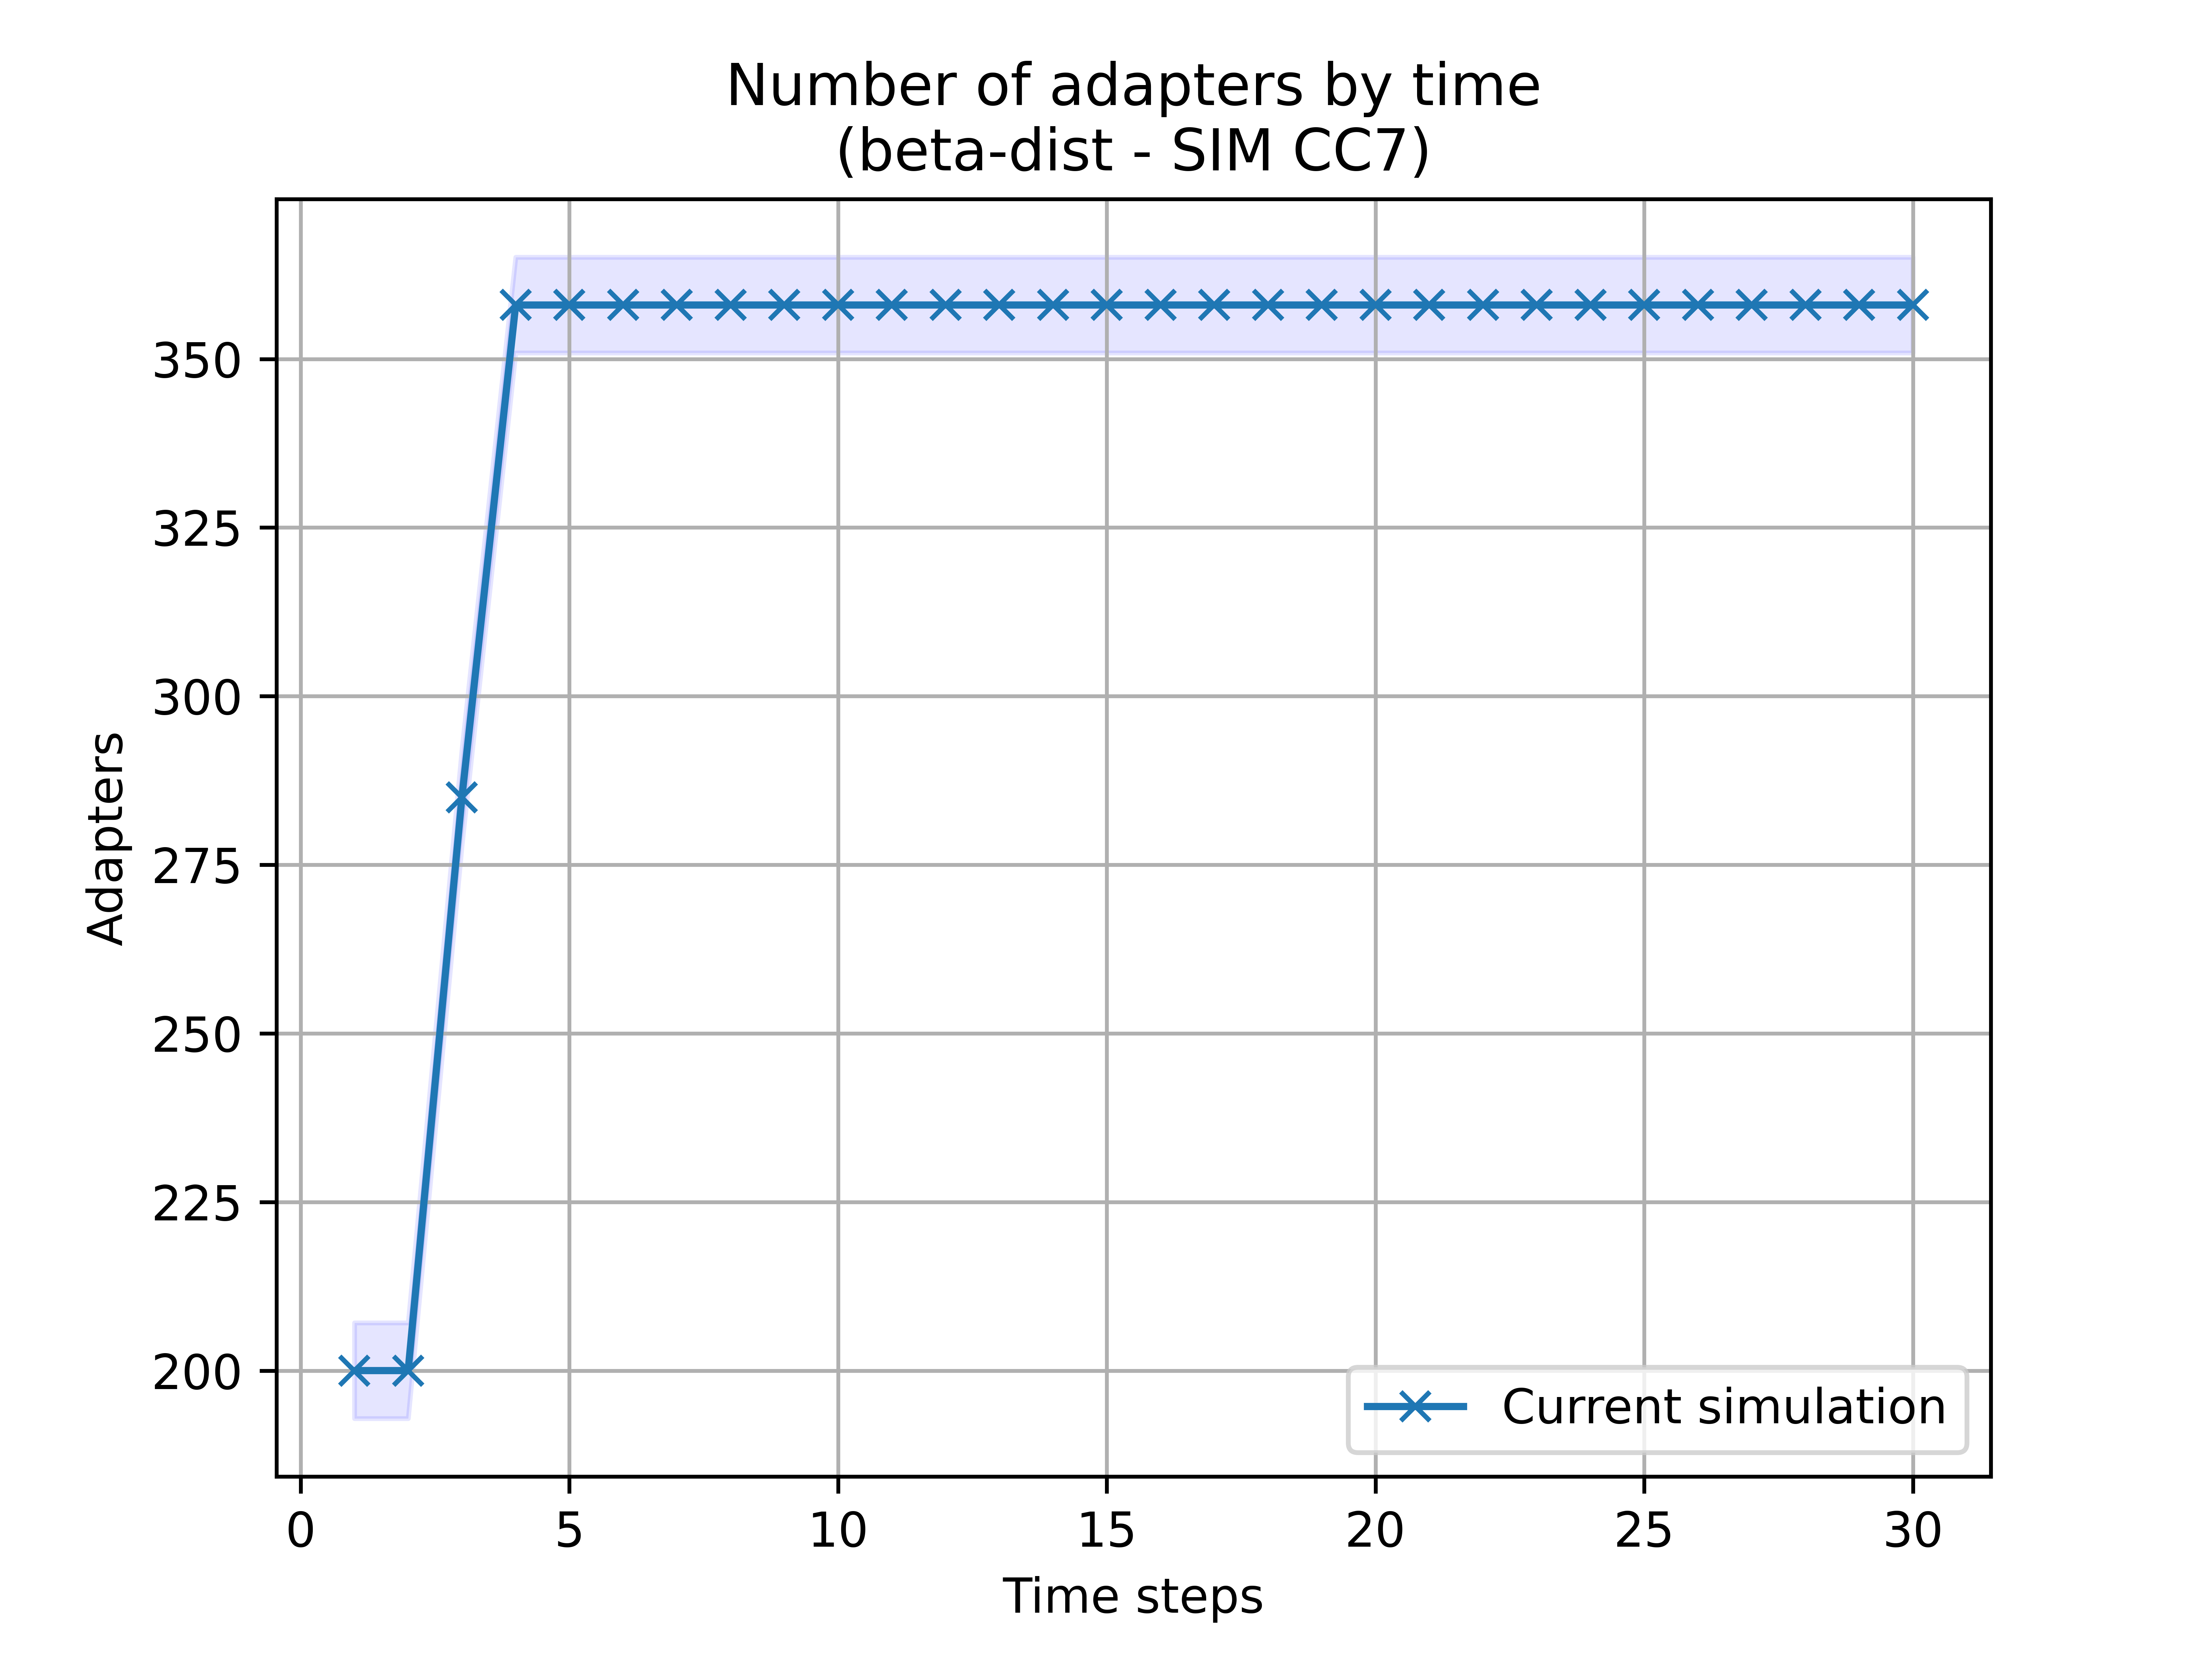 Number of adapters by time
(beta-dist - SIM CC7)
Adapters
350
325
300
275
250
225
200
Current simulation
0 5 10 15 20 25 30
Time steps